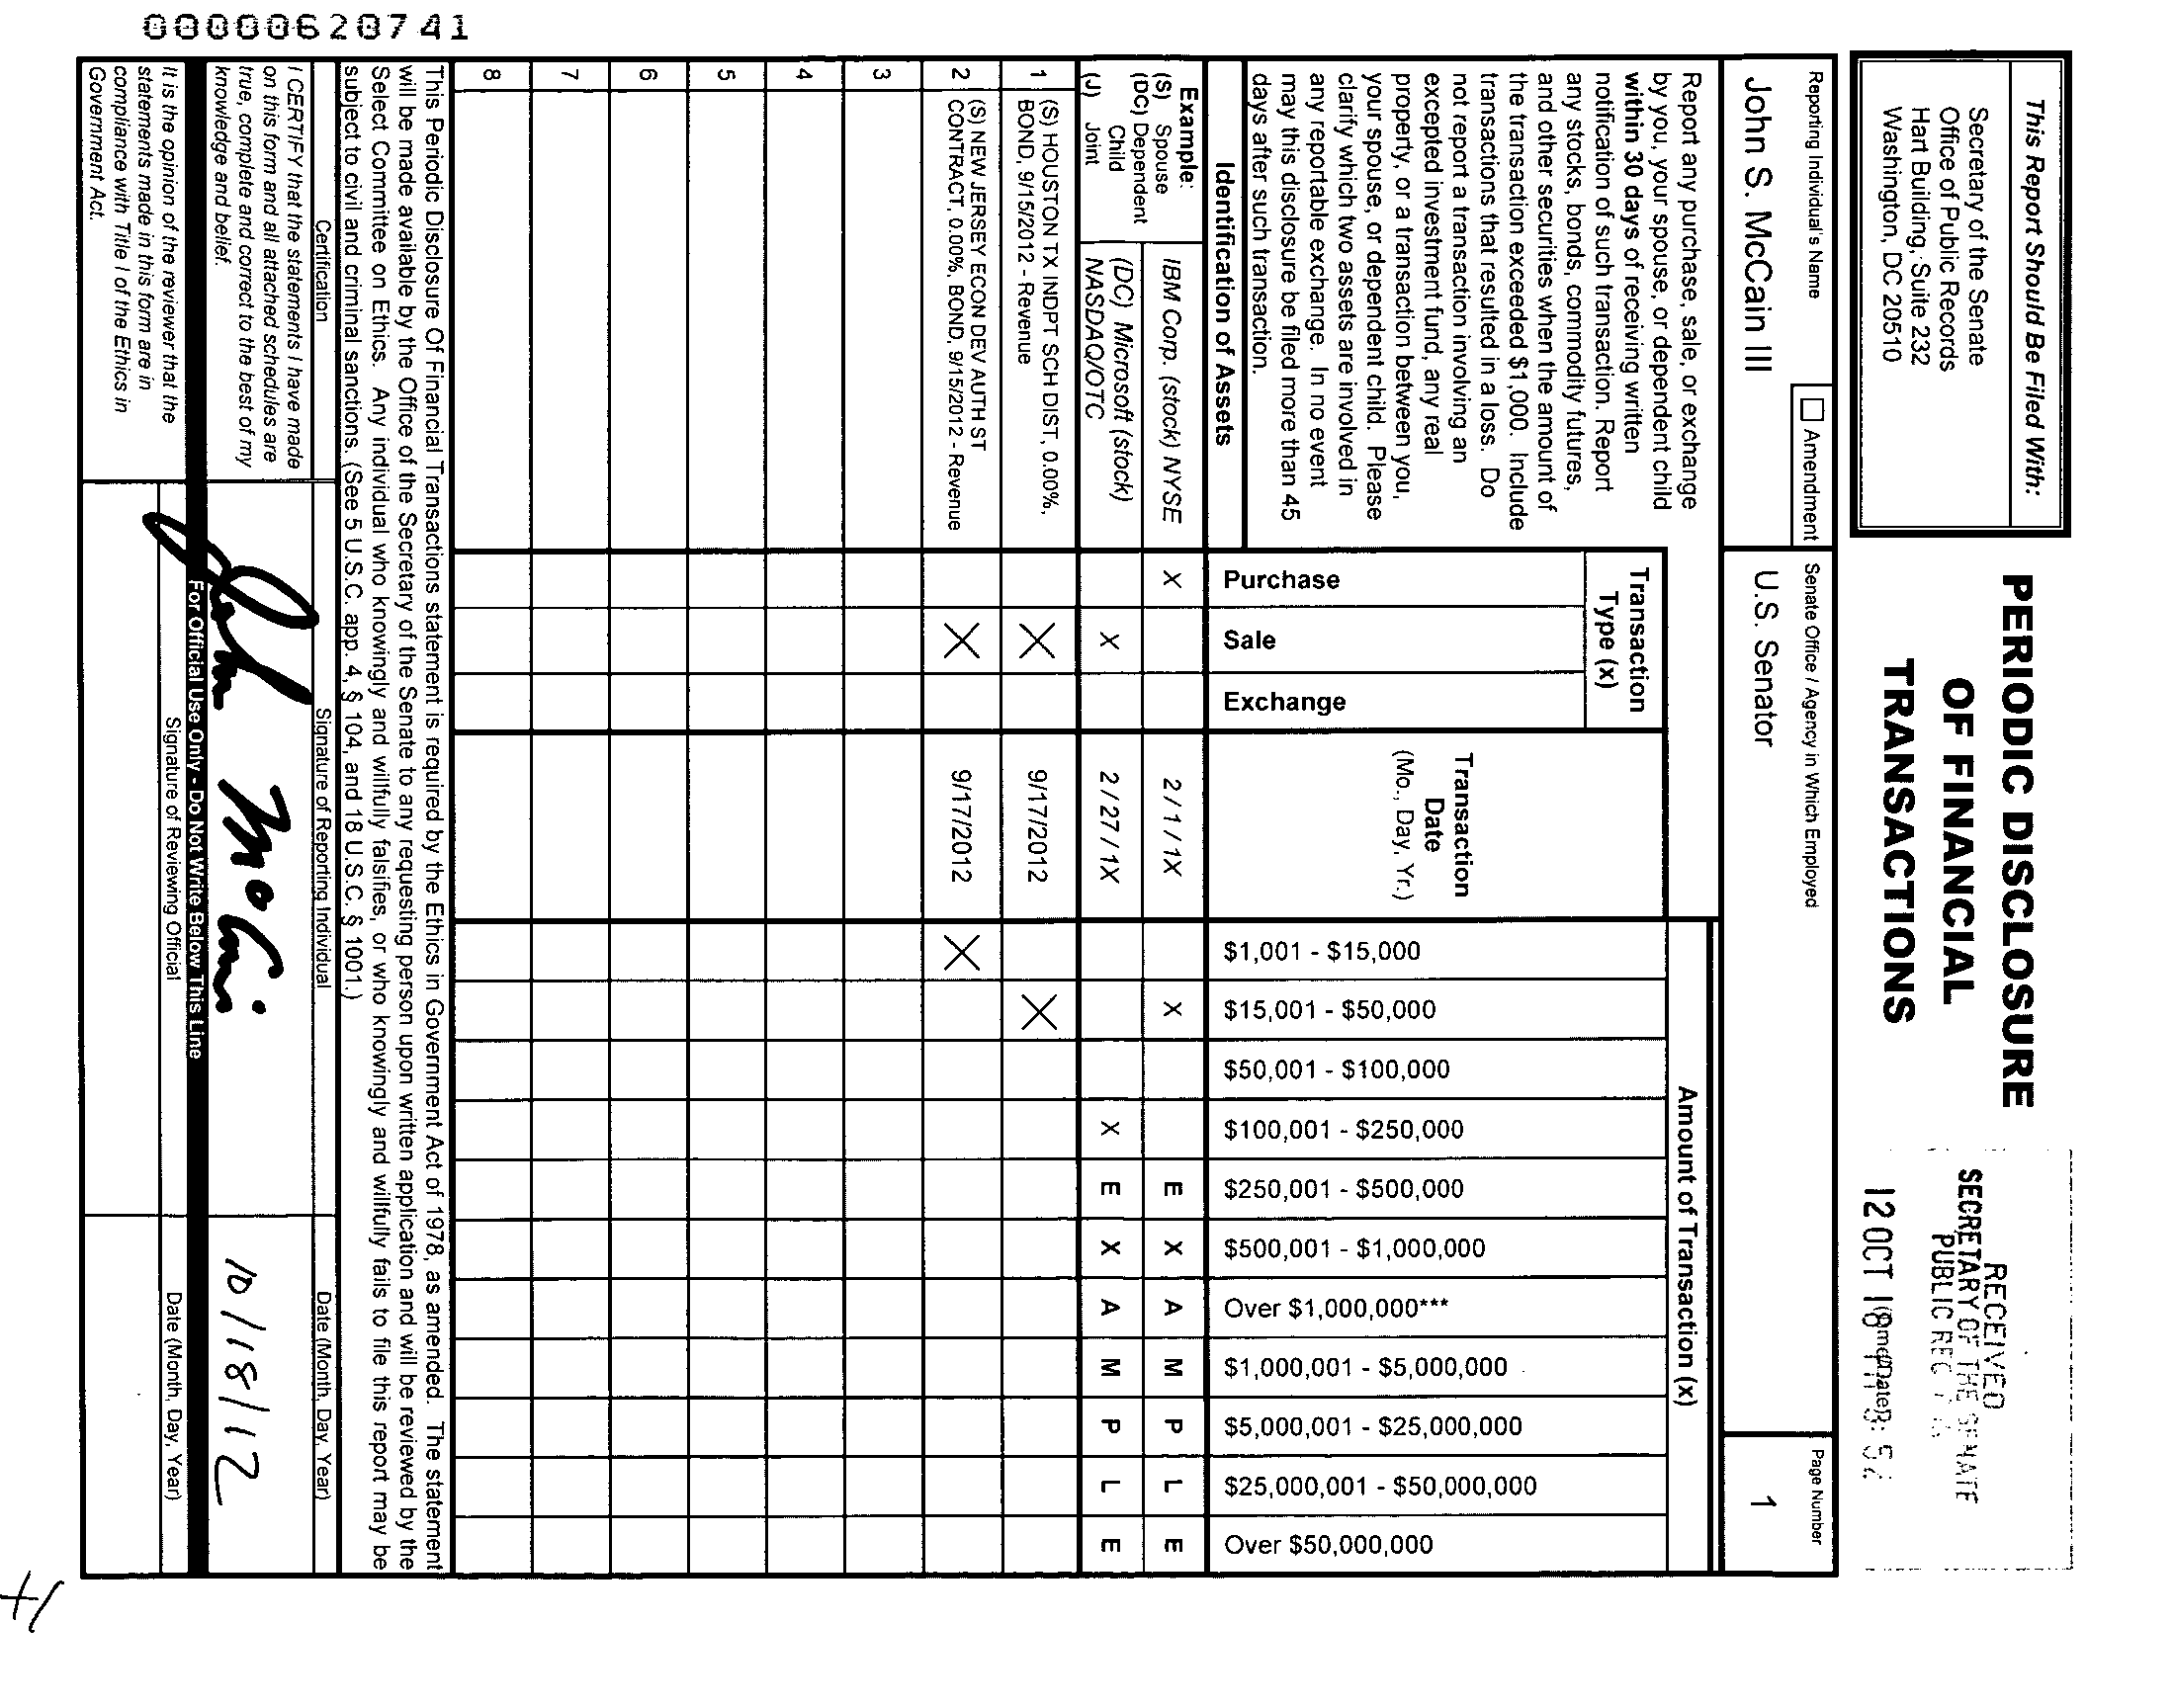 00000620741
This Report Should Be Filed With:
Secretary of the Senate
Office of Public Records
Hart Building, Suite 232
Washington, DC 20510
PERIODIC DISCLOSURE
OF FINANCIAL
TRANSACTIONS
RECEIVED
SECRETARY OF THE SENATE
PUBLIC REC
12 OCT 18
Reporting Individual's Name
John S. McCain III
☐ Amendment
Senate Office / Agency in Which Employed
U.S. Senator
Page Number
1
Report any purchase, sale, or exchange
by you, your spouse, or dependent child
within 30 days of receiving written
notification of such transaction. Report
any stocks, bonds, commodity futures,
and other securities when the amount of
the transaction exceeded $1,000. Include
transactions that resulted in a loss. Do
not report a transaction involving an
excepted investment fund, any real
property, or a transaction between you,
your spouse, or dependent child. Please
clarify which two assets are involved in
any reportable exchange. In no event
may this disclosure be filed more than 45
days after such transaction.
Identification of Assets
Transaction
Type (x)
Purchase
Sale
Exchange
Transaction
Date
(Mo., Day, Yr.)
Amount of Transaction (x)
$1,001 - $15,000
$15,001 - $50,000
$50,001 - $100,000
$100,001 - $250,000
$250,001 - $500,000
$500,001 - $1,000,000
Over $1,000,000***
$1,000,001 - $5,000,000
$5,000,001 - $25,000,000
$25,000,001 - $50,000,000
Over $50,000,000
Example:
(S) Spouse
(DC) Dependent
Child
(J) Joint
IBM Corp. (stock) NYSE X 2 / 1 / 1X X E X A M P L E
(DC) Microsoft (stock)
NASDAQ/OTC X 2 / 27 / 1X X E X A M P L E
1 (S) HOUSTON TX INDPT SCH DIST, 0.00%,
BOND, 9/15/2012 - Revenue X 9/17/2012 X
2 (S) NEW JERSEY ECON DEV AUTH ST
CONTRACT, 0.00%, BOND, 9/15/2012 - Revenue X 9/17/2012 X
3
4
5
6
7
8
This Periodic Disclosure Of Financial Transactions statement is required by the Ethics in Government Act of 1978, as amended. The statement
will be made available by the Office of the Secretary of the Senate to any requesting person upon written application and will be reviewed by the
Select Committee on Ethics. Any individual who knowingly and willfully falsifies, or who knowingly and willfully fails to file this report may be
subject to civil and criminal sanctions. (See 5 U.S.C. app. 4, § 104, and 18 U.S.C. § 1001.)
Certification
Signature of Reporting Individual
Date (Month, Day, Year)
I CERTIFY that the statements I have made
on this form and all attached schedules are
true, complete and correct to the best of my
knowledge and belief.
John McCain
10/18/12
For Official Use Only - Do Not Write Below This Line
It is the opinion of the reviewer that the
statements made in this form are in
compliance with Title I of the Ethics in
Government Act.
Signature of Reviewing Official
Date (Month, Day, Year)